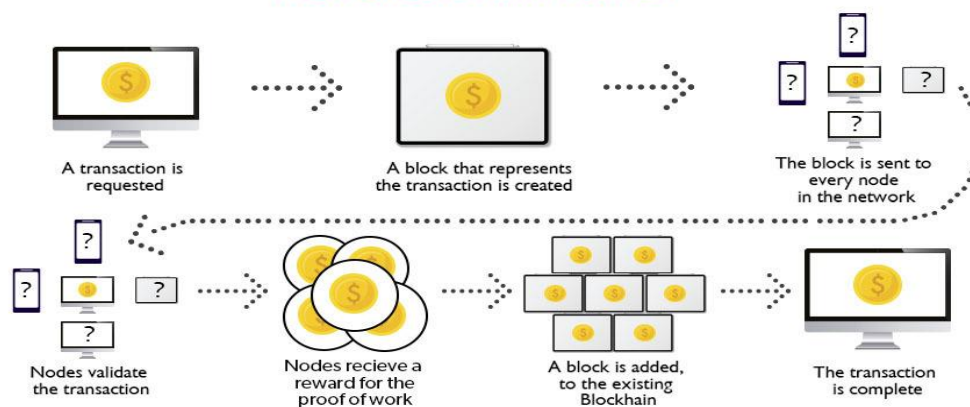 A transaction is
requested
A block that represents
the transaction is created
The block is sent to
every node
in the network
Nodes validate
the transaction
Nodes recieve a
reward for the
proof of work
A block is added,
to the existing
Blockhain
The transaction
is complete